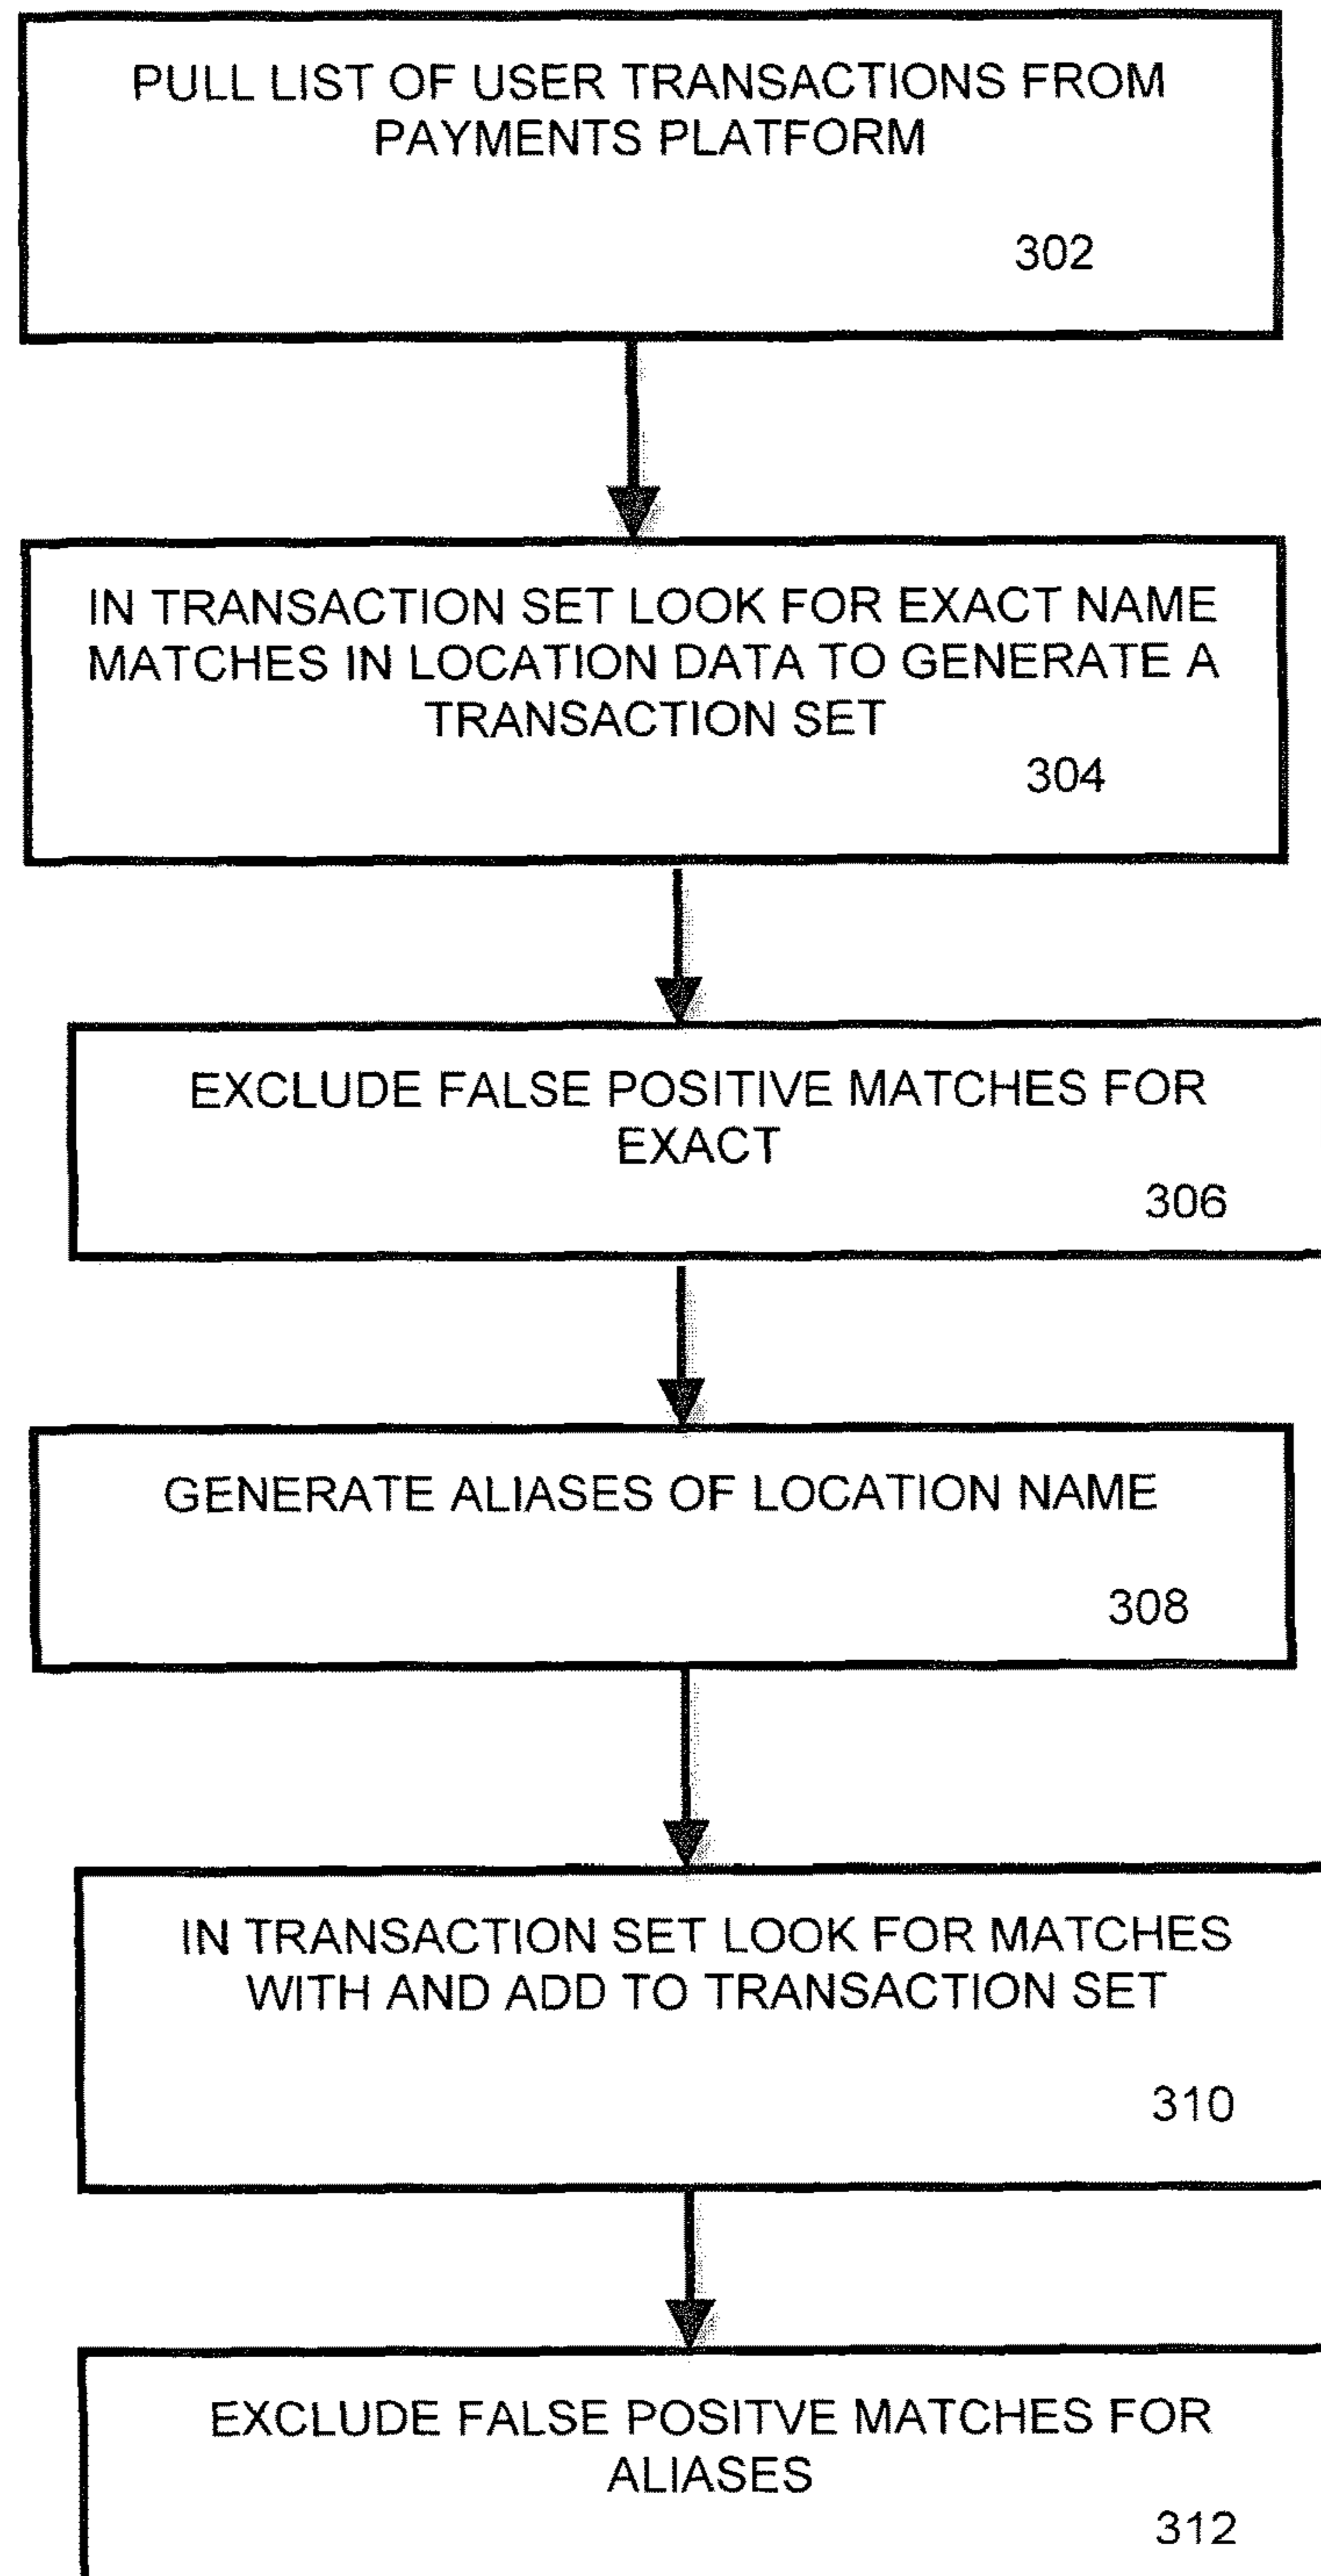 PULL LIST OF USER TRANSACTIONS FROM
PAYMENTS PLATFORM
302
IN TRANSACTION SET LOOK FOR EXACT NAME
MATCHES IN LOCATION DATA TO GENERATE A
TRANSACTION SET
304
EXCLUDE FALSE POSITIVE MATCHES FOR
EXACT
306
GENERATE ALIASES OF LOCATION NAME
308
IN TRANSACTION SET LOOK FOR MATCHES
WITH AND ADD TO TRANSACTION SET
310
EXCLUDE FALSE POSITVE MATCHES FOR
ALIASES
312